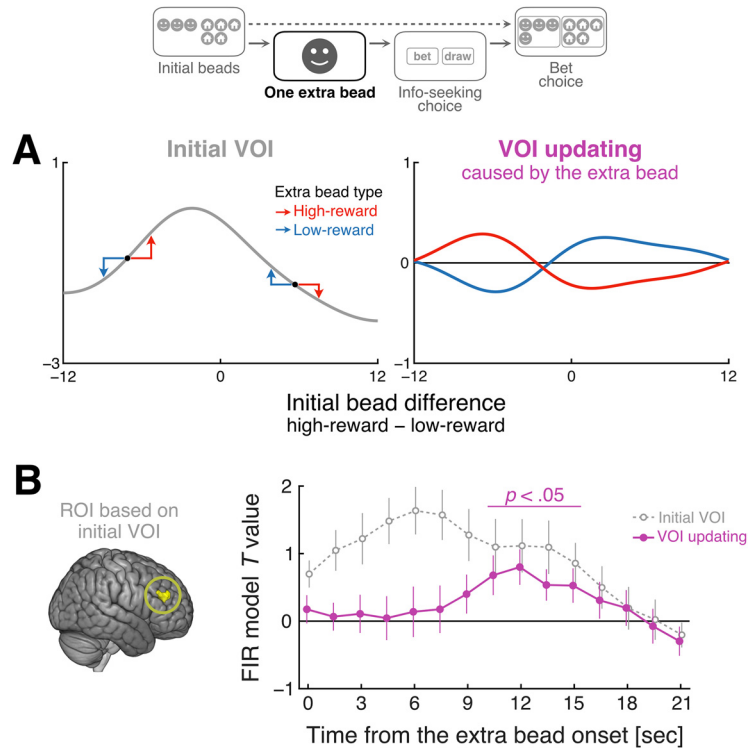 bet
draw
Initial beads
One extra bead
Info-seeking
choice
Bet
choice
A
Initial VOI
VOI updating
caused by the extra bead
1
Extra bead type
High-reward
Low-reward
−3
−12
0
12
1
0
−1
−12
0
12
Initial bead difference
high-reward − low-reward
B
ROI based on
initial VOI
FIR model T value
2
1
0
−1
p < .05
Initial VOI
VOI updating
0
3
6
9
12
15
18
21
Time from the extra bead onset [sec]